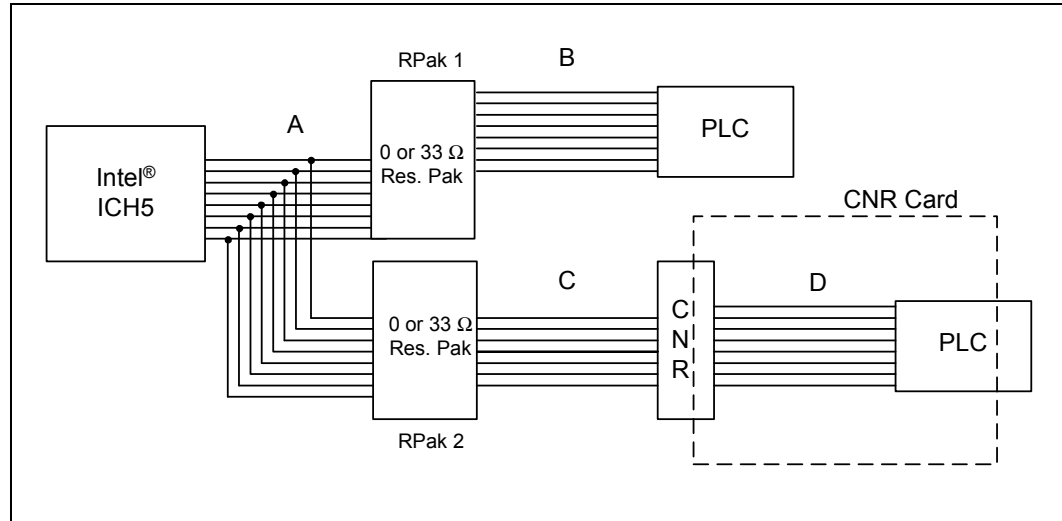 RPak 1
B
A
Intel®
ICH5
0 or 33 Ω
Res. Pak
PLC
CNR Card
C
D
0 or 33 Ω
Res. Pak
C
N
R
PLC
RPak 2